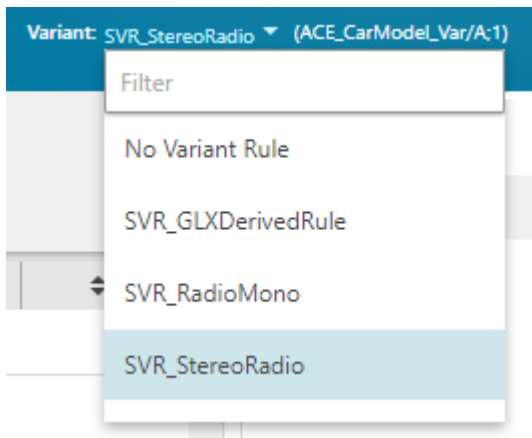 Variant: SVR_StereoRadio (ACE_CarModel_Var/A;1)
Filter
No Variant Rule
SVR_GLXDerivedRule
SVR_RadioMono
SVR_StereoRadio